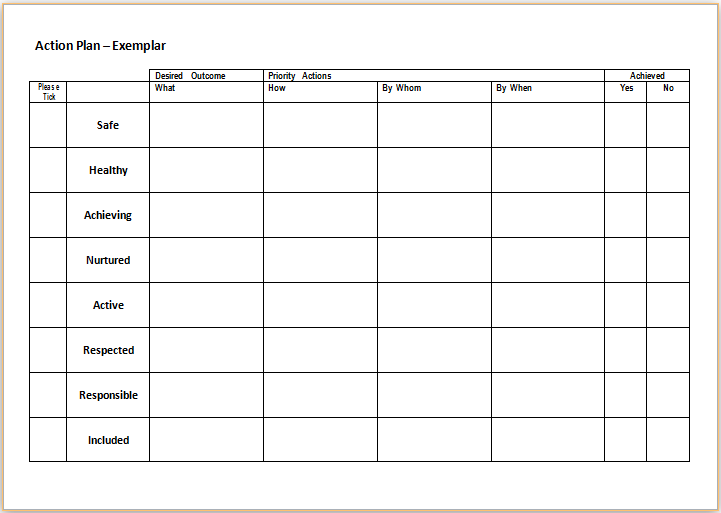 Action Plan – Exemplar
Desired Outcome Priority Actions Achieved
Please Tick What How By Whom By When Yes No
Safe
Healthy
Achieving
Nurtured
Active
Respected
Responsible
Included